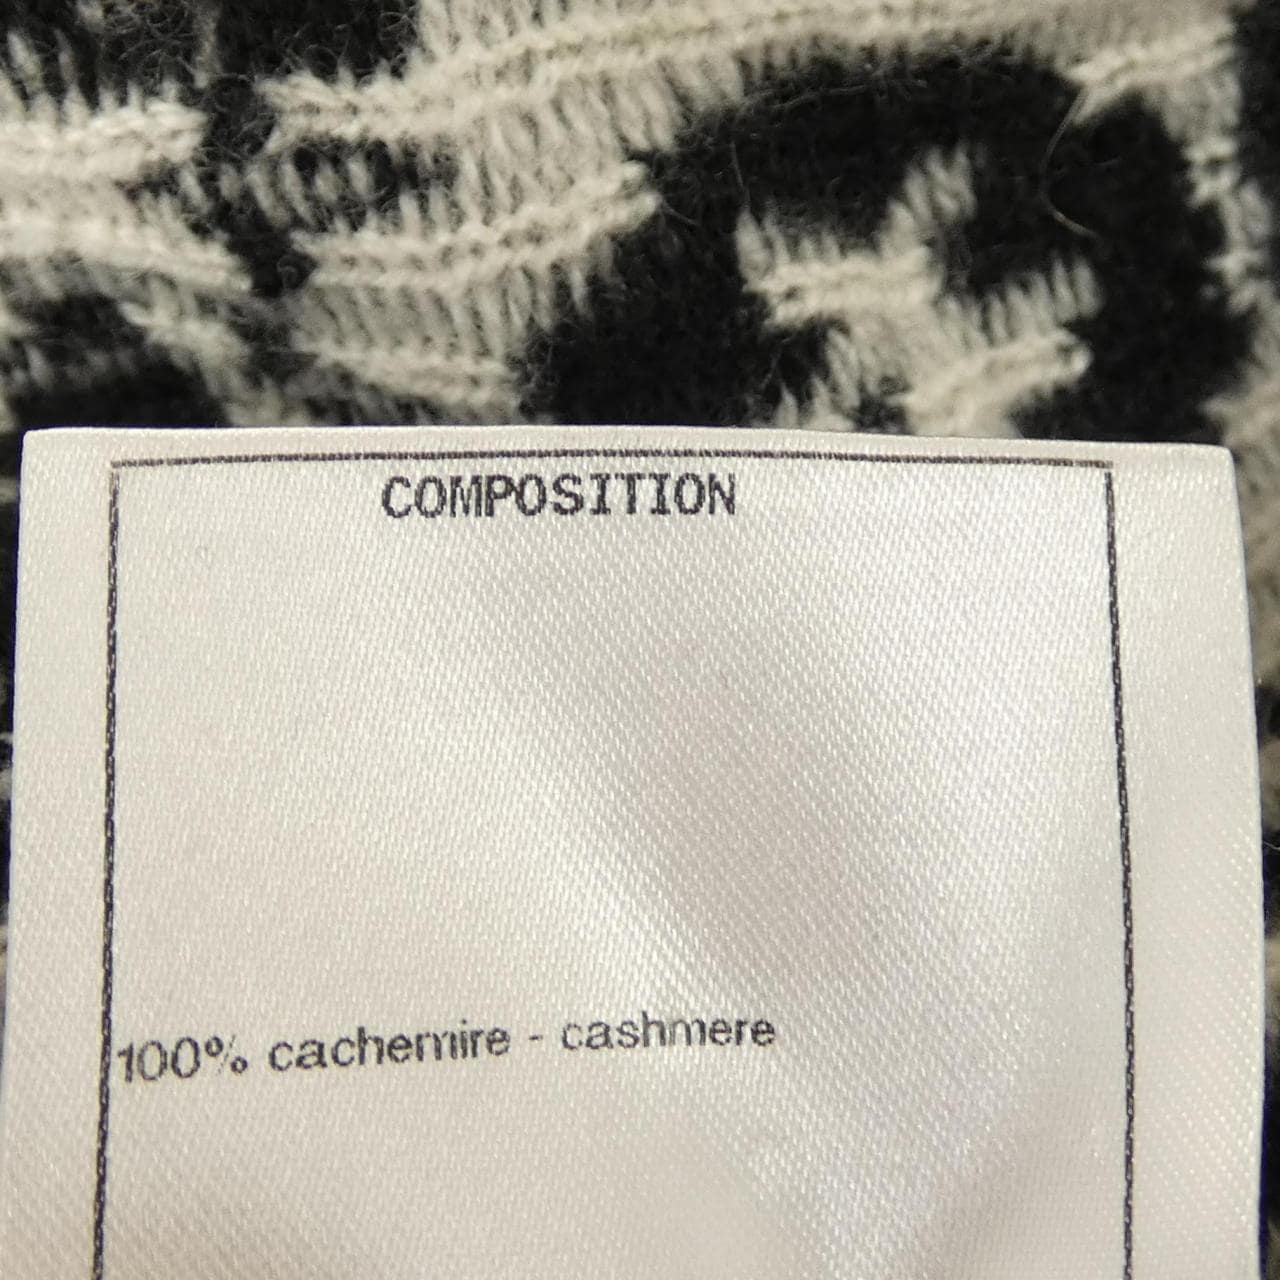 COMPOSITION
100% cachemire - cashmere